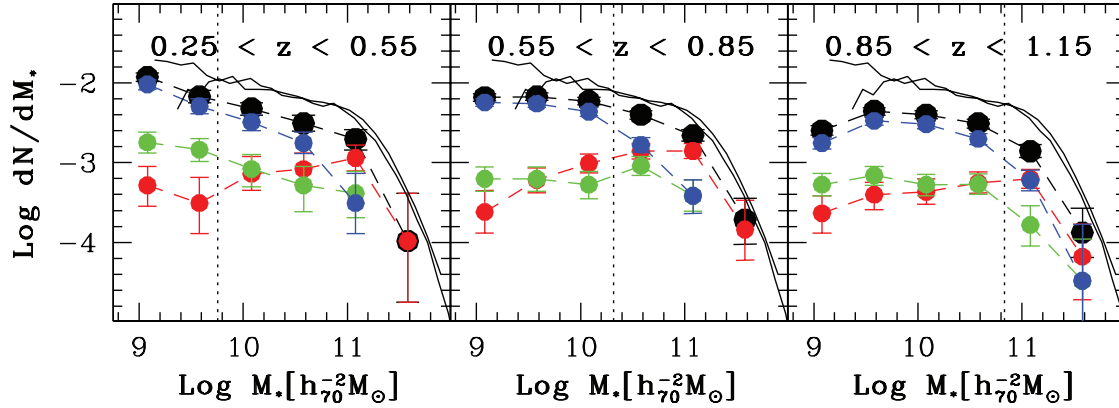 0.25 < z < 0.55
0.55 < z < 0.85
0.85 < z < 1.15
Log dN/dM*
-2
-3
-4
9 10 11
9 10 11
9 10 11
Log M*[h₇₀⁻²M☉]
Log M*[h₇₀⁻²M☉]
Log M*[h₇₀⁻²M☉]